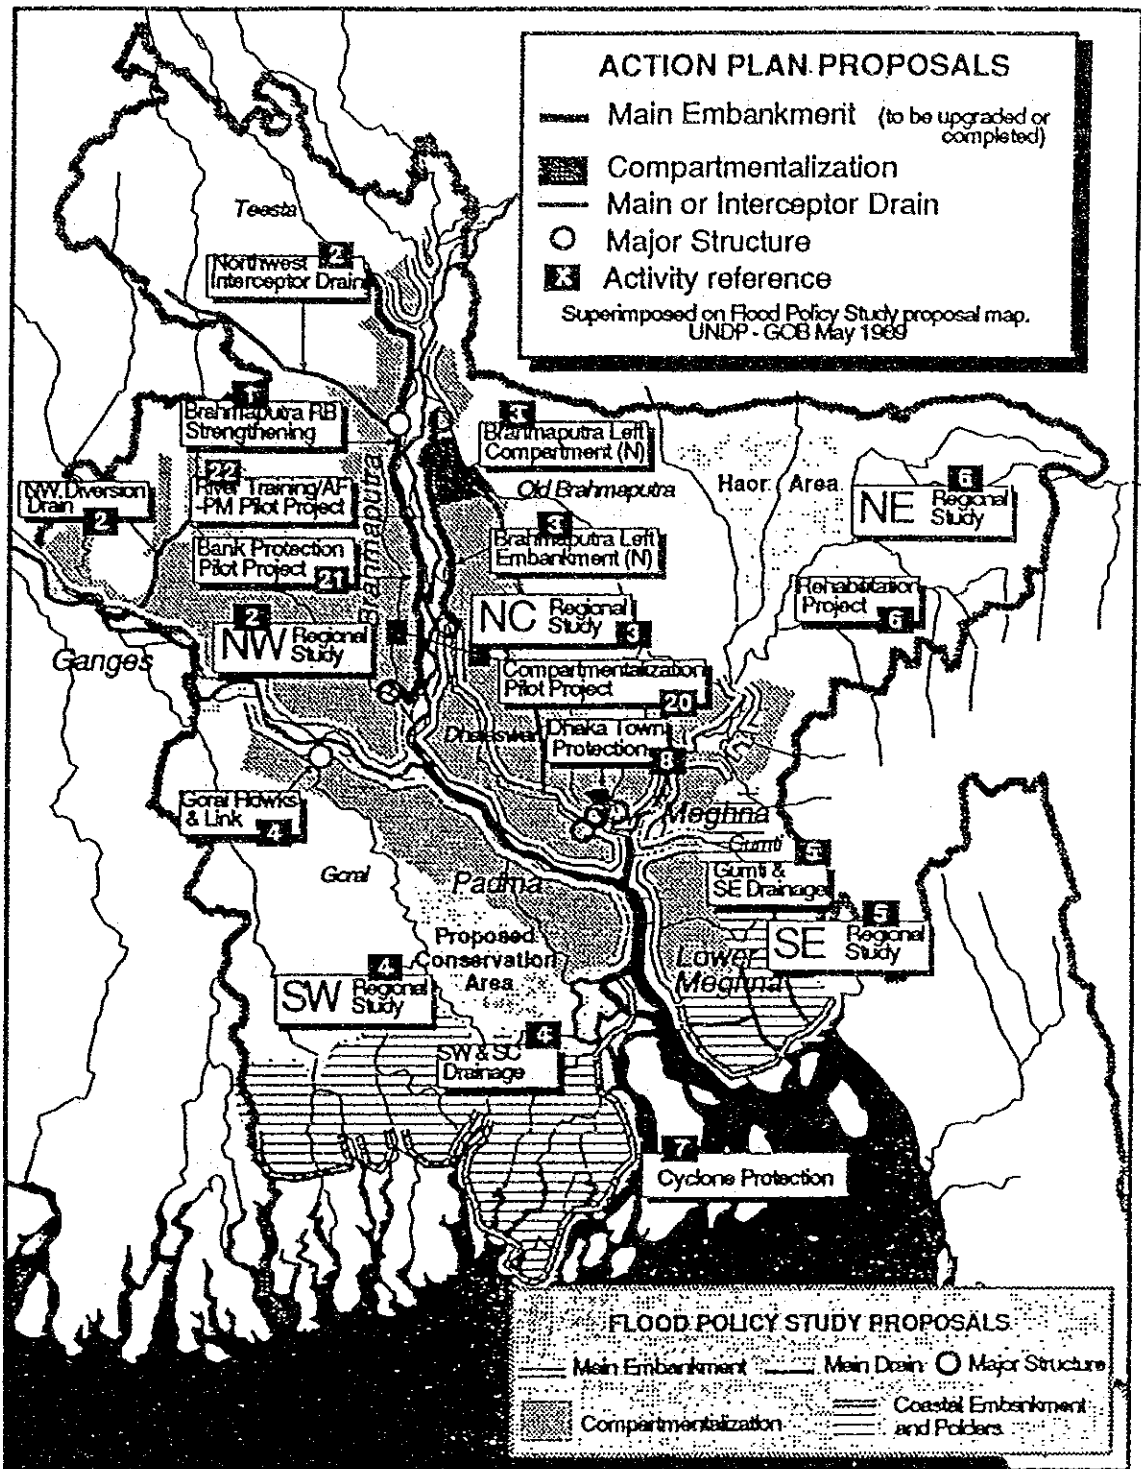 ACTION PLAN PROPOSALS
Main Embankment (to be upgraded or
completed)
Compartmentalization
Main or Interceptor Drain
Major Structure
X Activity reference
Superimposed on Flood Policy Study proposal map.
UNDP - GOB May 1989
Teesta
2
Northwest
Interceptor Drain
1
Brahmaputra RB
Strengthening
3
Brahmaputra Left
Compartment (N)
22
River Training/AF
-PM Pilot Project
NW Diversion
Drain
2
Old Brahmaputra
Haor Area
6
NE Regional
Study
Brahmaputra
Bank Protection
Pilot Project
21
3
Brahmaputra Left
Embankment (N)
Rehabilitation
Project
6
2
NW Regional
Study
NC Regional
Study
3
Ganges
Compartmentalization
Pilot Project
20
Dhaleswari
Dhaka Town
Protection
8
Gorai Hdwks
& Link
4
Meghna
Gumti
5
Gumti &
SE Drainage
Gorai
Padma
5
SE Regional
Study
Proposed
Conservation
Area
Lower
Meghna
4
SW Regional
Study
4
SW & SC
Drainage
7
Cyclone Protection
FLOOD POLICY STUDY PROPOSALS
Main Embankment Main Drain Major Structure
Compartmentalization
Coastal Embankment
and Polders